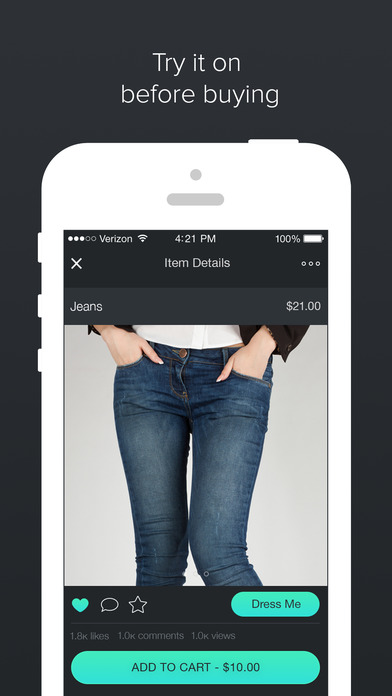 Try it on
before buying
Verizon 4:21 PM 100%
Item Details
Jeans $21.00
Dress Me
1.8K likes 1.0K comments 1.0K views
ADD TO CART - $10.00